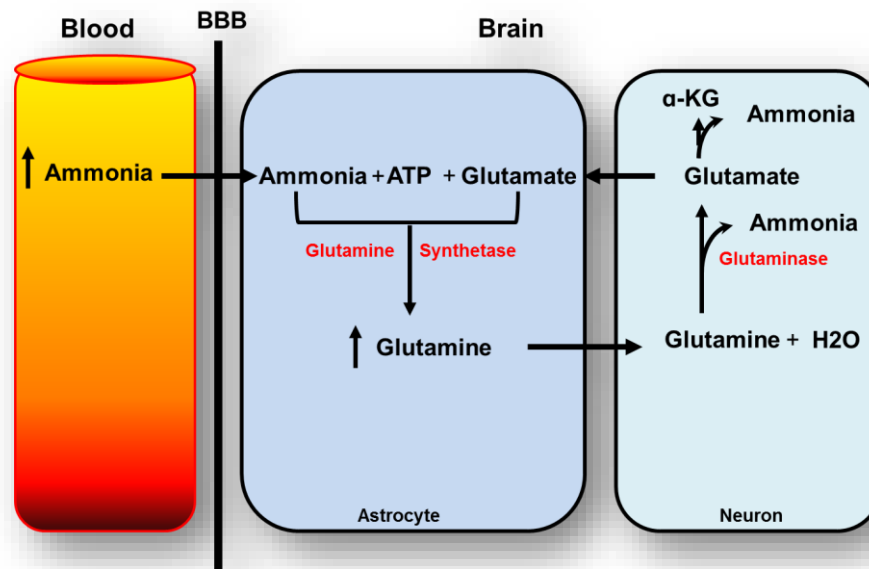 Blood
BBB
Brain
Ammonia
Ammonia + ATP + Glutamate
Glutamine Synthetase
Glutamine
Astrocyte
α-KG
Ammonia
Glutamate
Ammonia
Glutaminase
Glutamine + H2O
Neuron